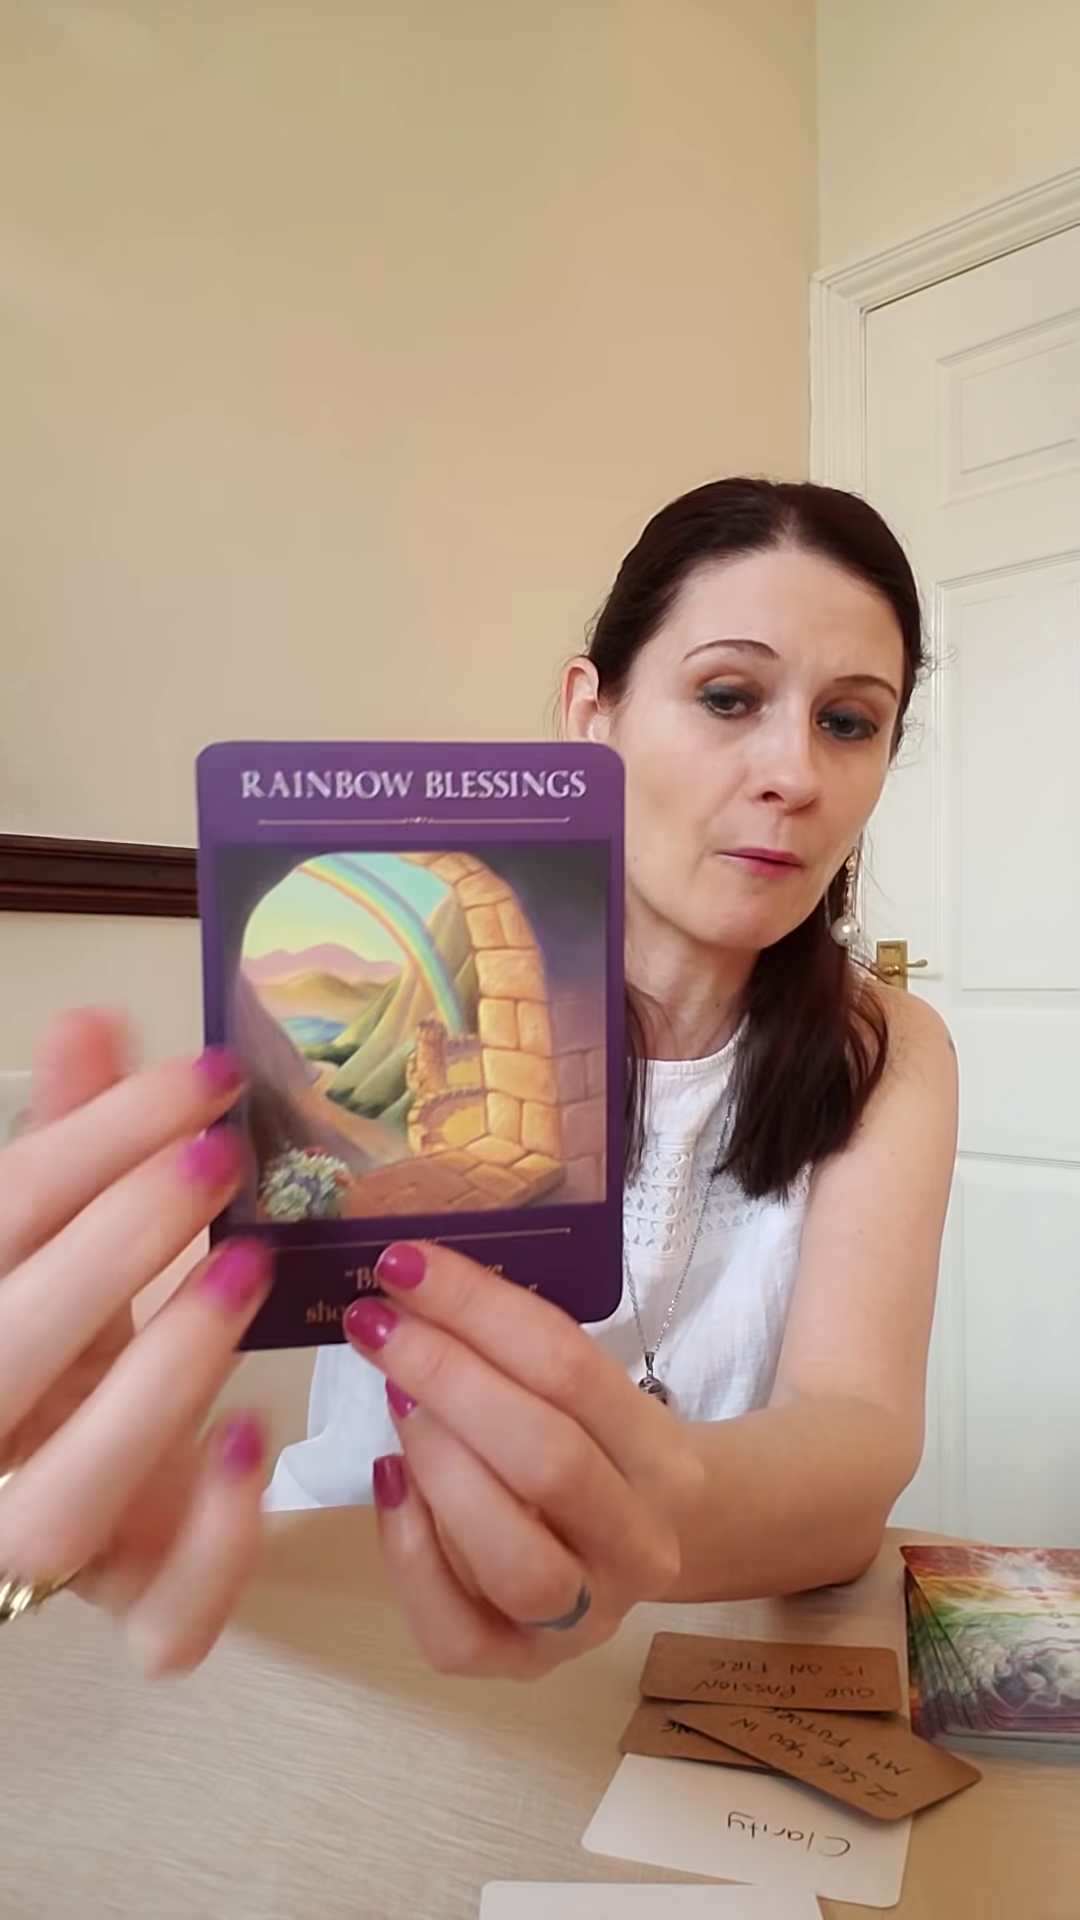 RAINBOW BLESSINGS
OUR PASSION
IS ON FIRE
I SEE YOU IN
MY FUTURE
Clarity